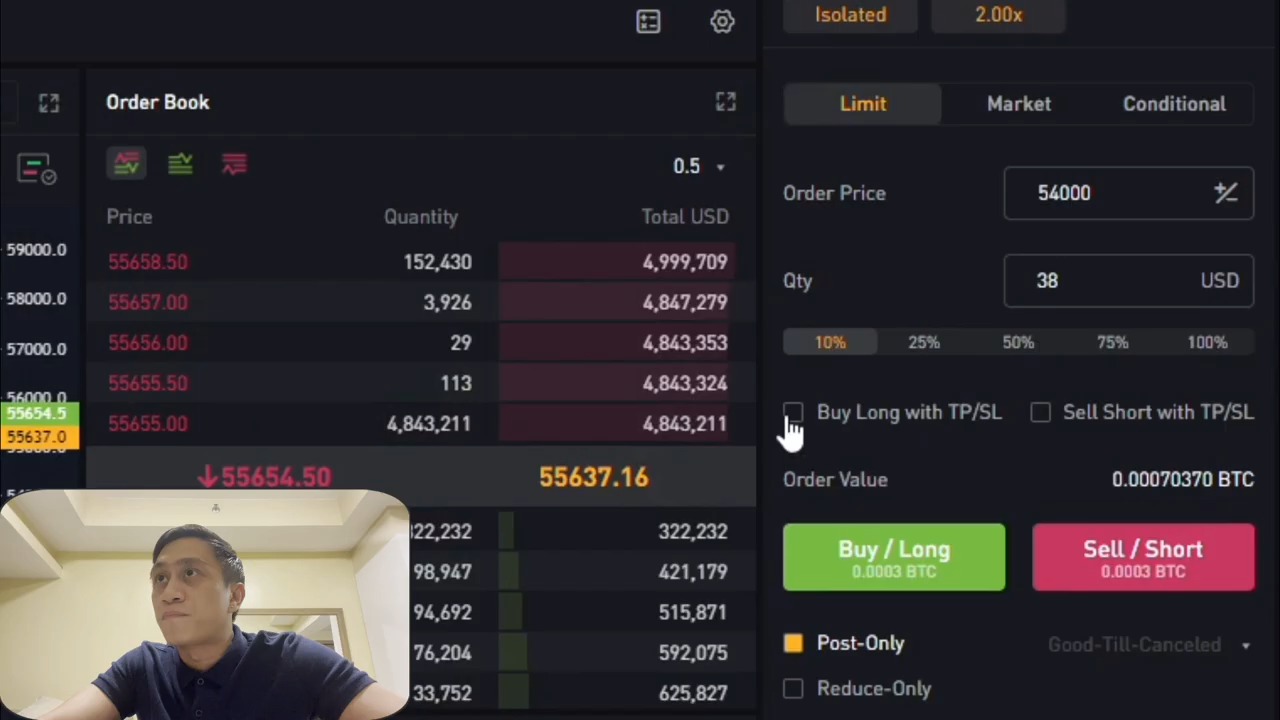 Isolated 2.00x
Order Book
Limit Market Conditional
0.5
Order Price 54000
Price Quantity Total USD
59000.0
55658.50 152,430 4,999,709
Qty 38 USD
58000.0
55657.00 3,926 4,847,279
57000.0
55656.00 29 4,843,353
10% 25% 50% 75% 100%
55655.50 113 4,843,324
56000.0
55654.5
55655.00 4,843,211 4,843,211
Buy Long with TP/SL Sell Short with TP/SL
55637.0
↓55654.50 55637.16
Order Value 0.00070370 BTC
22,232 322,232
Buy / Long Sell / Short
0.0003 BTC 0.0003 BTC
98,947 421,179
94,692 515,871
76,204 592,075
Post-Only Good-Till-Canceled
33,752 625,827
Reduce-Only